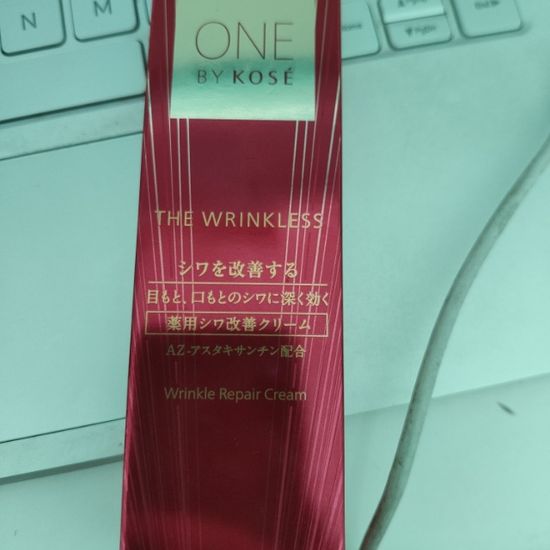 N
M
ONE
BY KOSÉ
THE WRINKLESS
シワを改善する
目もと、口もとのシワに深く効く
薬用シワ改善クリーム
AZ-アスタキサンチン配合
Wrinkle Repair Cream